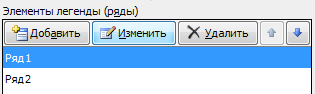 Элементы легенды (ряды)
Добавить Изменить Удалить
Ряд1
Ряд2